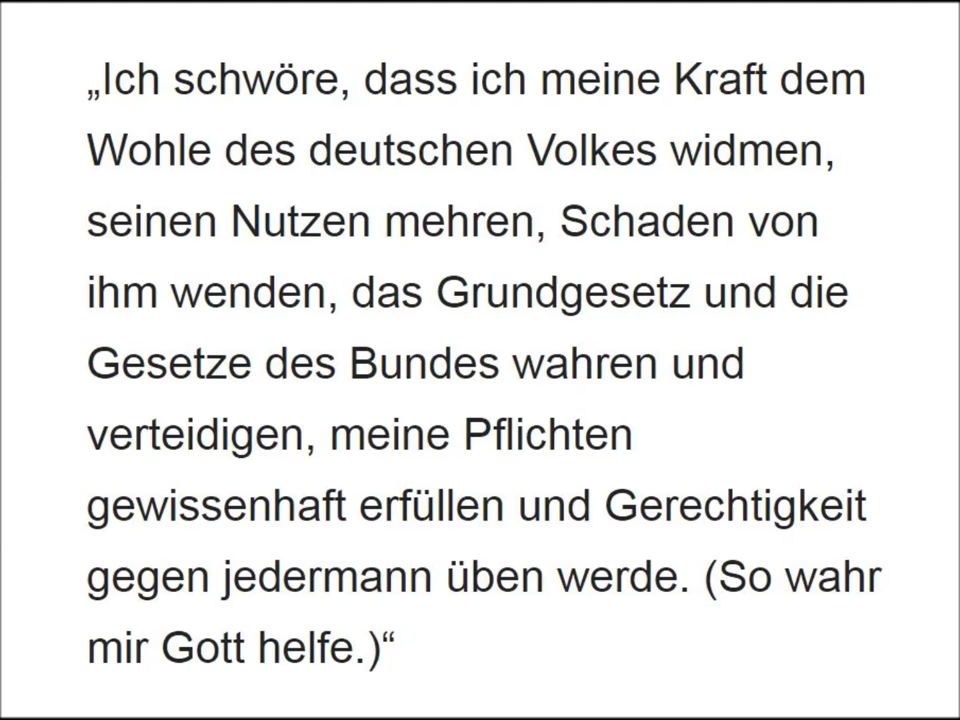 „Ich schwöre, dass ich meine Kraft dem
Wohle des deutschen Volkes widmen,
seinen Nutzen mehren, Schaden von
ihm wenden, das Grundgesetz und die
Gesetze des Bundes wahren und
verteidigen, meine Pflichten
gewissenhaft erfüllen und Gerechtigkeit
gegen jedermann üben werde. (So wahr
mir Gott helfe.)“